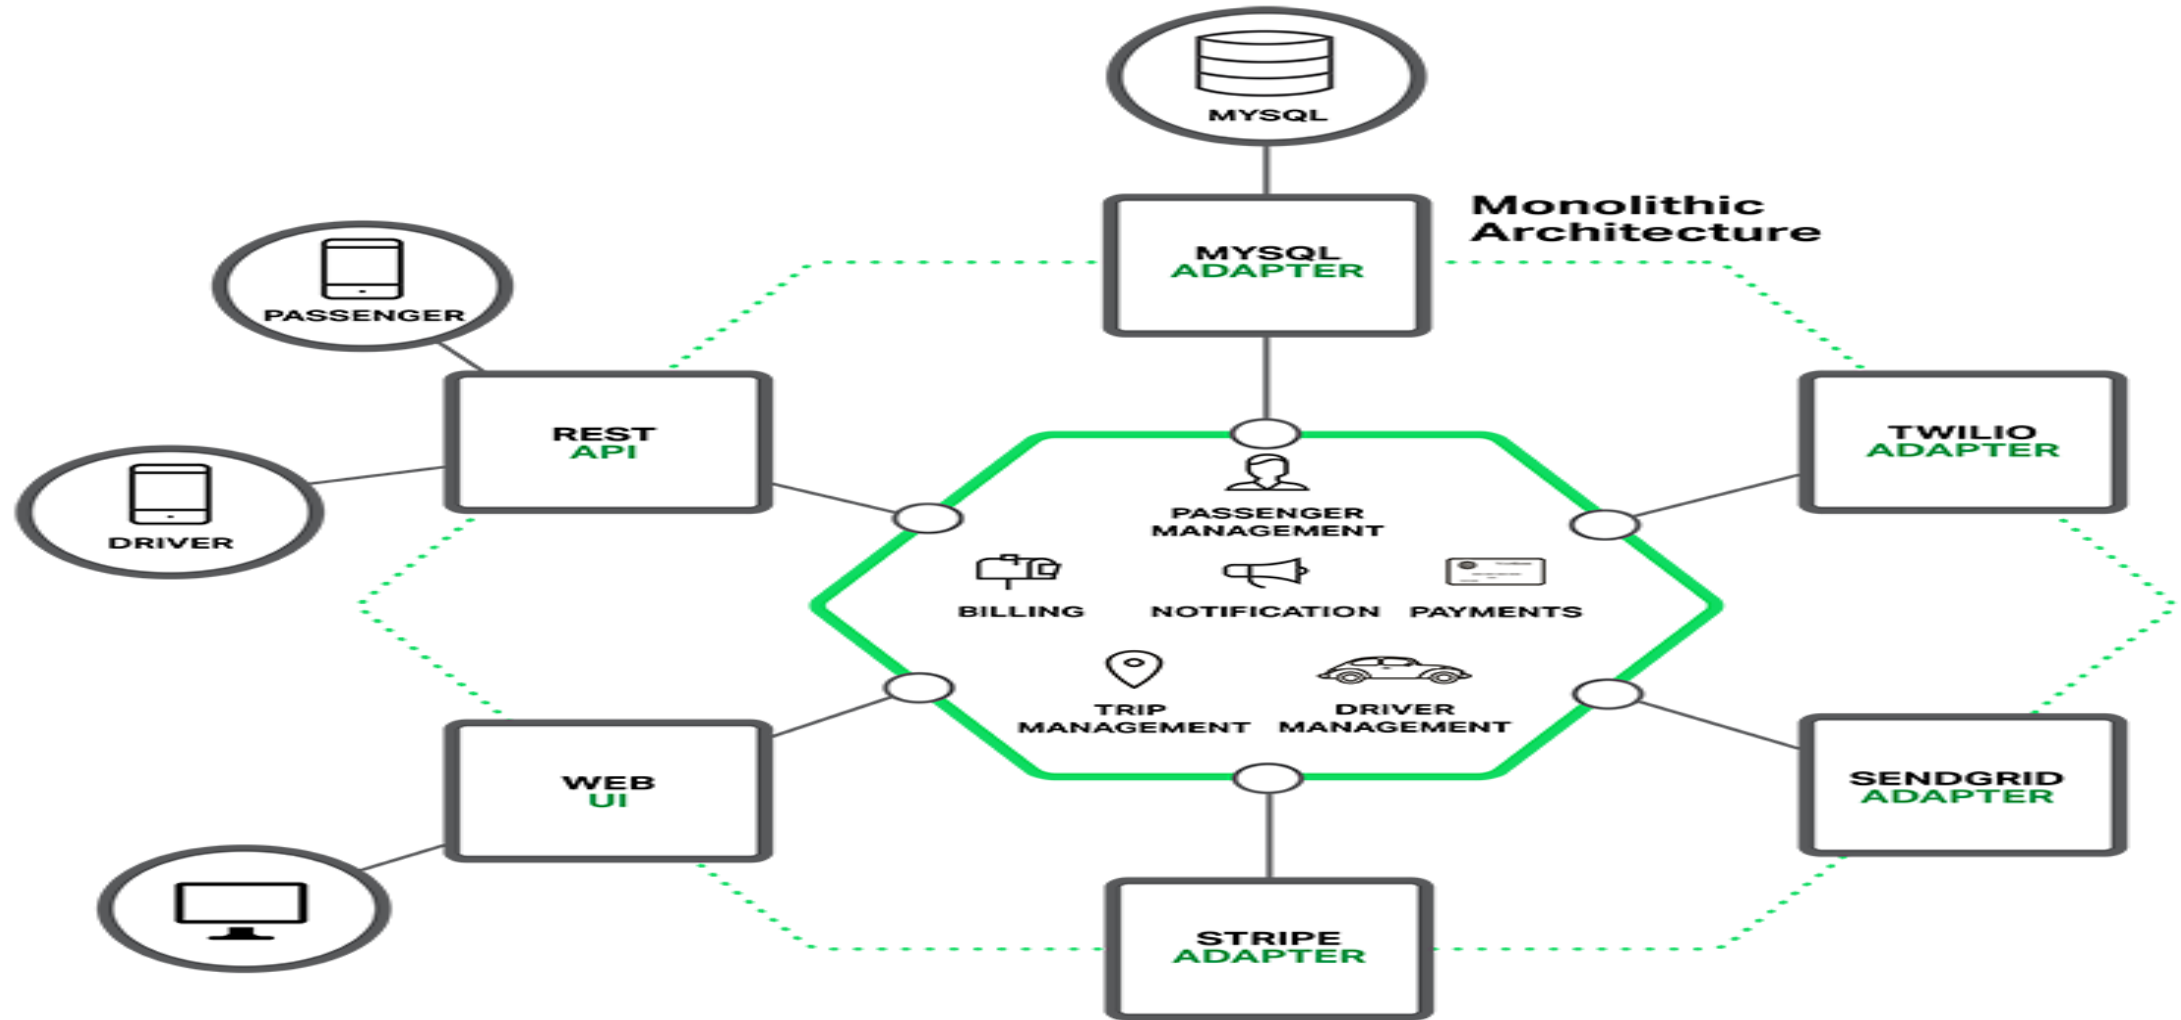 MYSQL
Monolithic
Architecture
MYSQL
ADAPTER
PASSENGER
REST
API
TWILIO
ADAPTER
DRIVER
PASSENGER
MANAGEMENT
BILLING
NOTIFICATION
PAYMENTS
TRIP
MANAGEMENT
DRIVER
MANAGEMENT
WEB
UI
SENDGRID
ADAPTER
STRIPE
ADAPTER